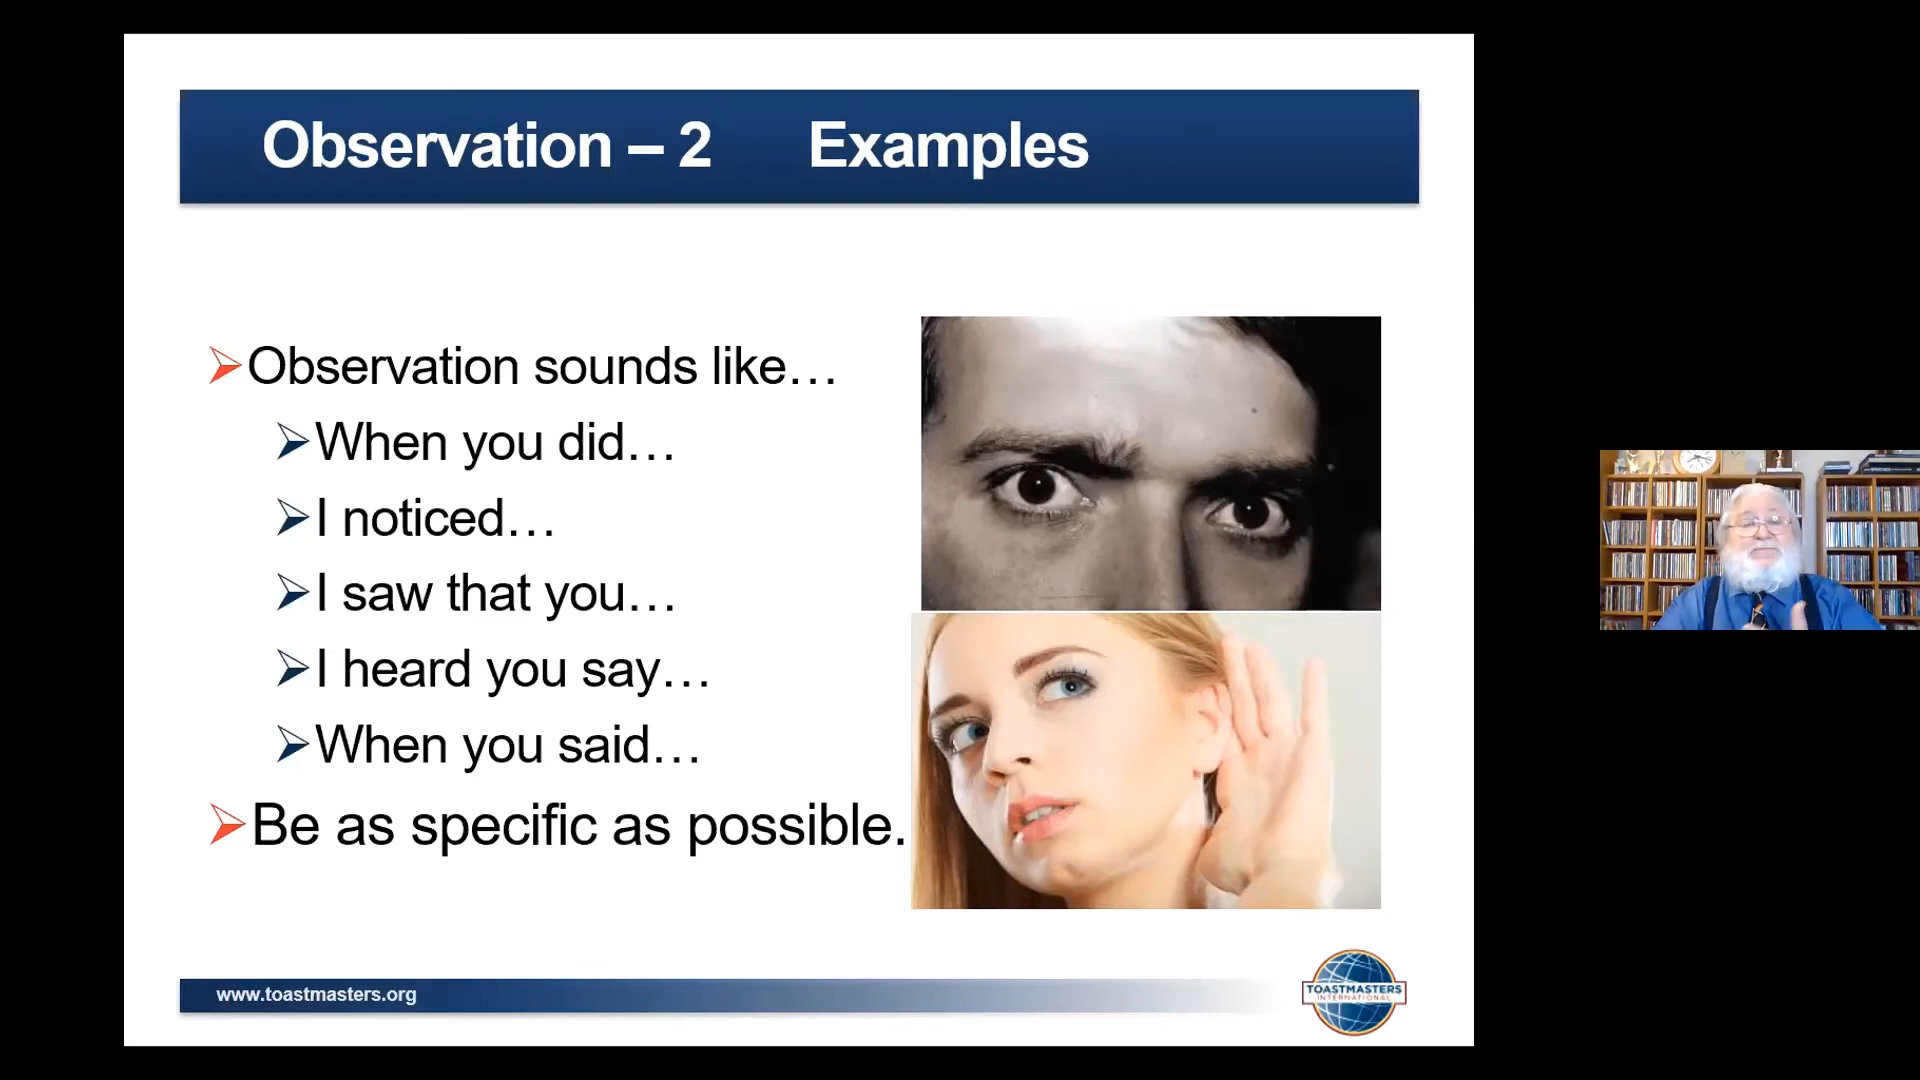 Observation – 2 Examples
Observation sounds like…
When you did…
I noticed…
I saw that you…
I heard you say…
When you said…
Be as specific as possible.
www.toastmasters.org
TOASTMASTERS
INTERNATIONAL